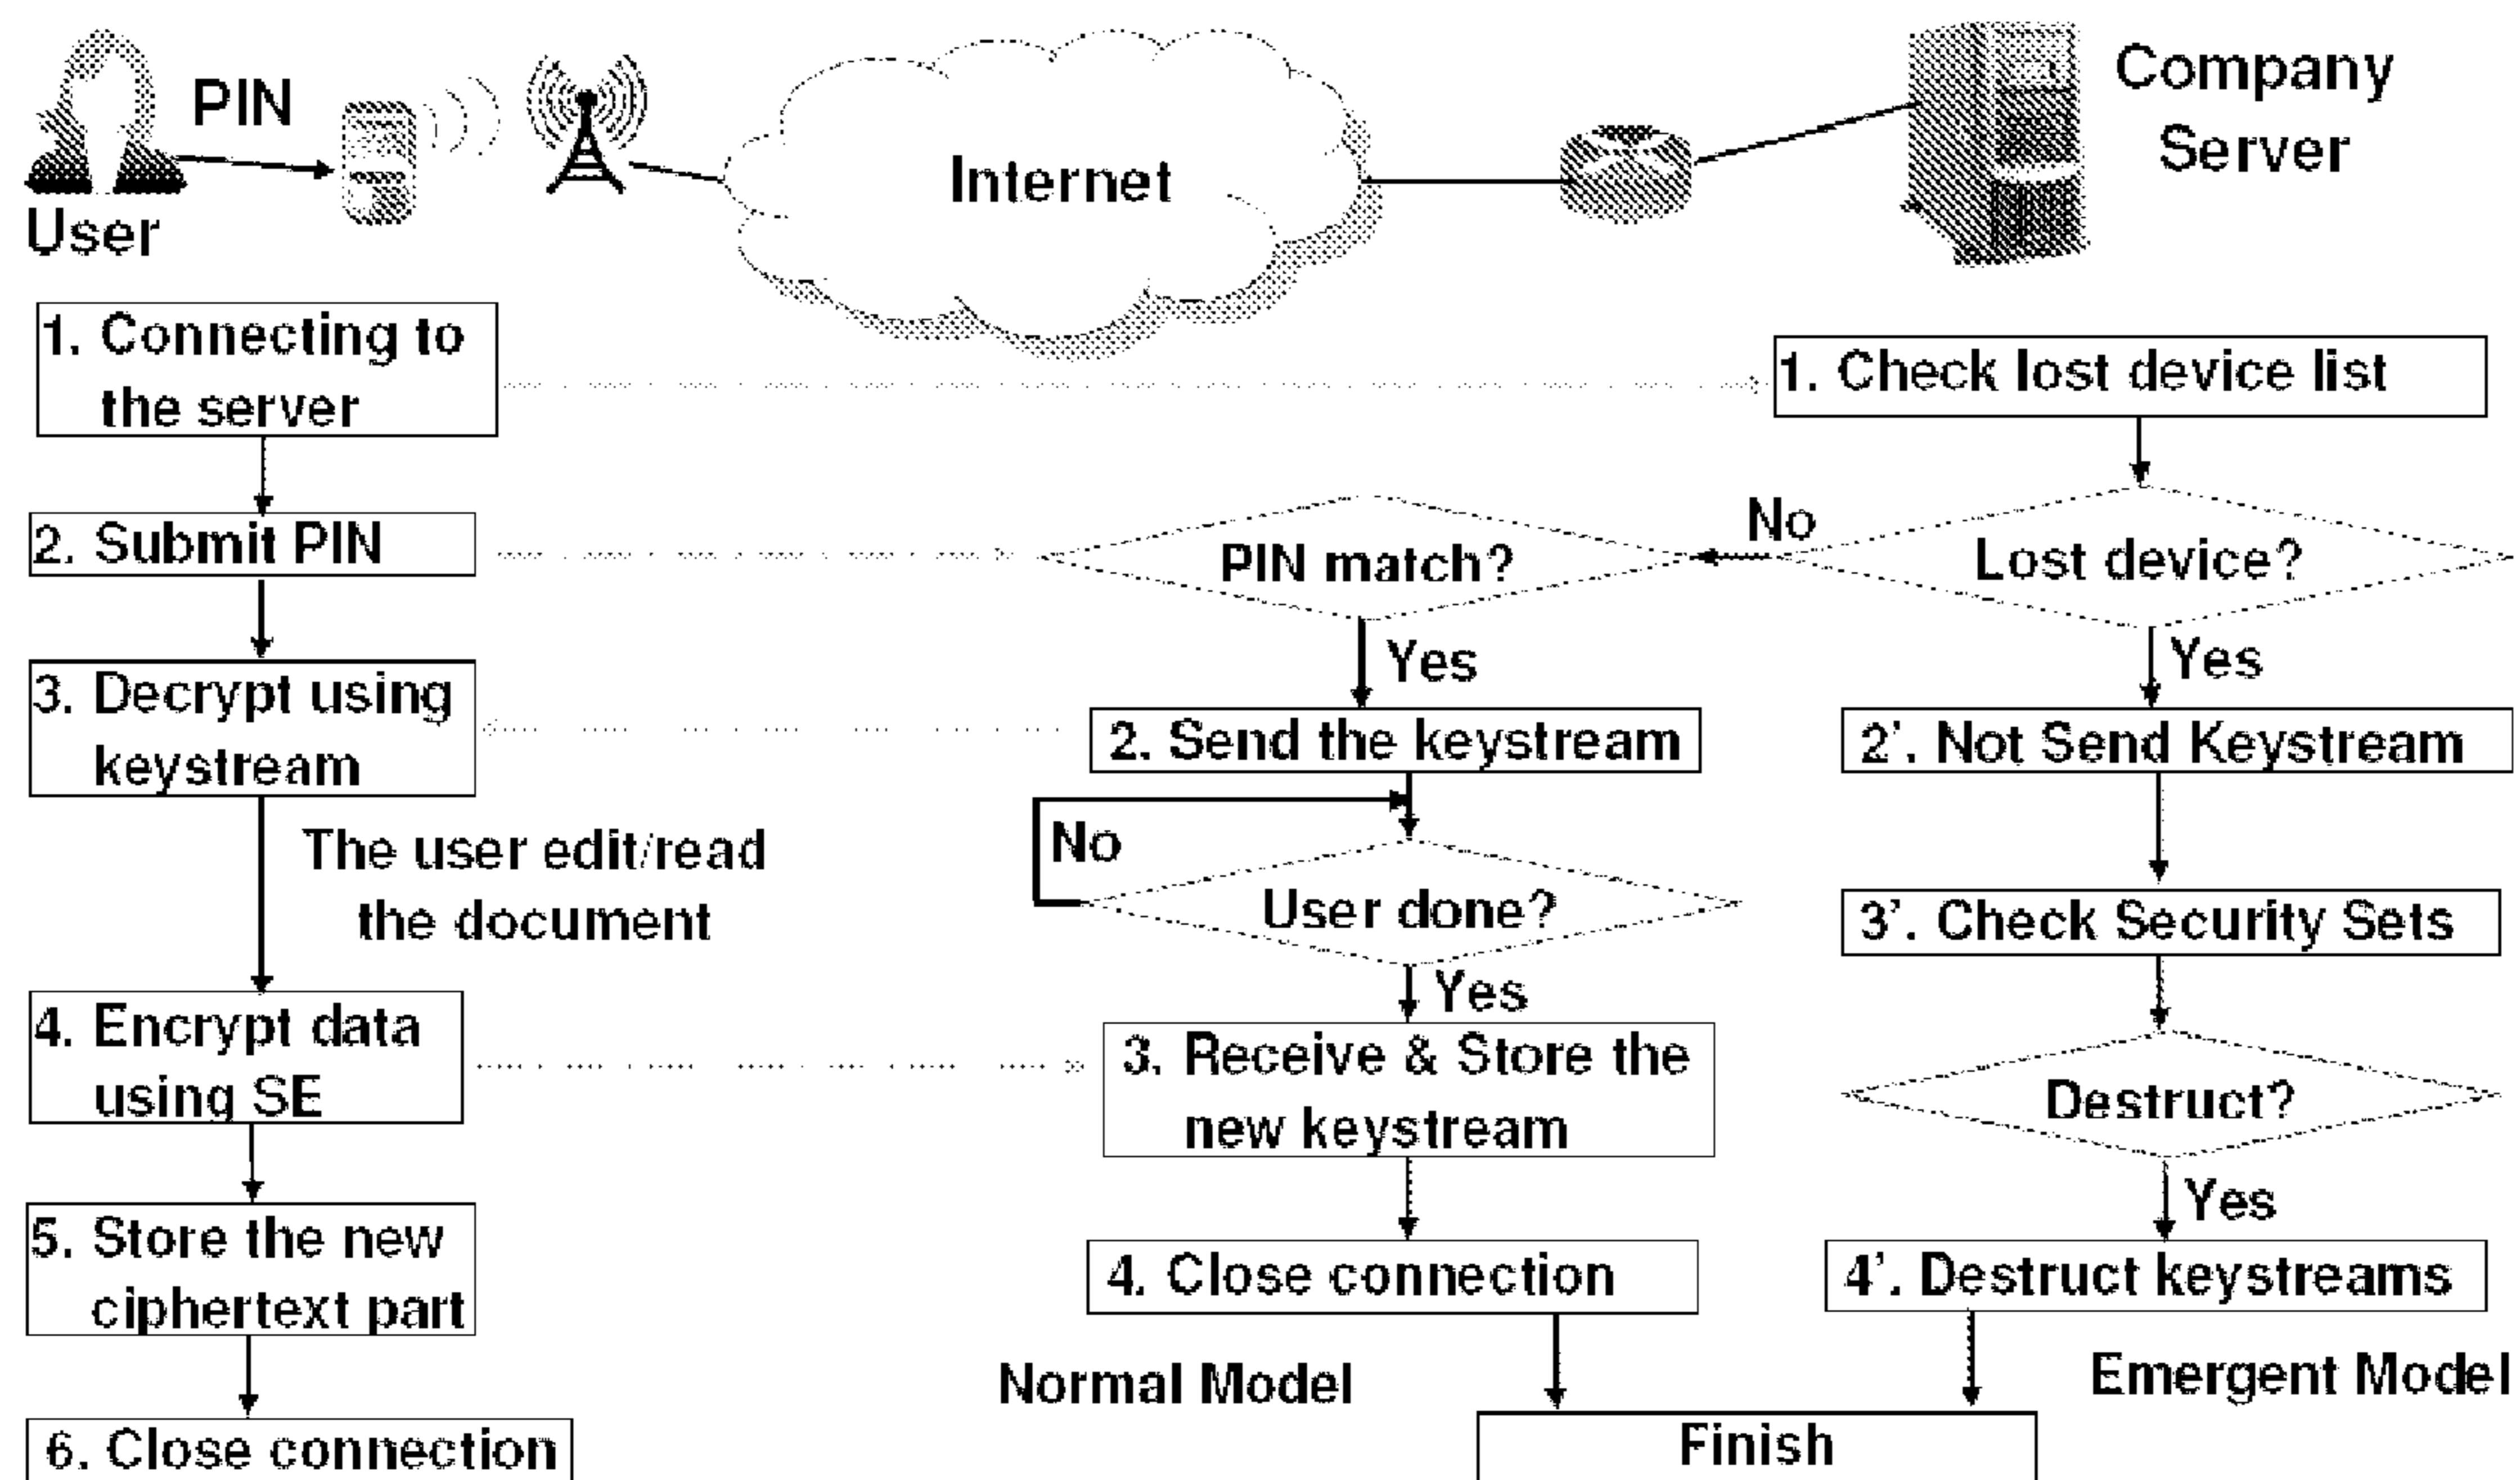 PIN
User
Internet
Company
Server
1. Connecting to
the server
1. Check lost device list
2. Submit PIN
PIN match?
No
Lost device?
Yes
Yes
3. Decrypt using
keystream
2. Send the keystream
2'. Not Send Keystream
The user edit/read
the document
No
User done?
3'. Check Security Sets
Yes
4. Encrypt data
using SE
3. Receive & Store the
new keystream
Destruct?
Yes
5. Store the new
ciphertext part
4. Close connection
4'. Destruct keystreams
Normal Model
Emergent Model
6. Close connection
Finish